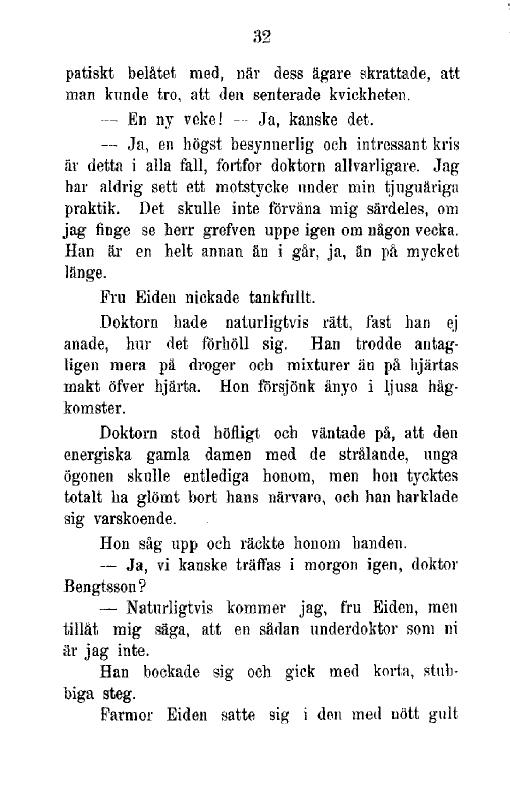 32
patiskt belåtet med, när dess ägare skrattade, att
man kunde tro, att den senterade kvickheten.
— En ny veke! — Ja, kanske det.
— Ja, en högst besynnerlig och intressant kris
är detta i alla fall, fortfor doktorn allvarligare. Jag
har aldrig sett ett motstycke under min tjuguåriga
praktik. Det skulle inte förvåna mig särdeles, om
jag finge se herr grefven uppe igen om någon vecka.
Han är en helt annan än i går, ja, än på mycket
länge.
Fru Eiden nickade tankfullt.
Doktorn hade naturligtvis rätt, fast han ej
anade, hur det förhöll sig. Han trodde antag-
ligen mera på droger och mixturer än på hjärtas
makt öfver hjärta. Hon försjönk ånyo i ljusa håg-
komster.
Doktorn stod höfligt och väntade på, att den
energiska gamla damen med de strålande, unga
ögonen skulle entlediga honom, men hon tycktes
totalt ha glömt bort hans närvaro, och han harklade
sig varskoende.
Hon såg upp och räckte honom handen.
— Ja, vi kanske träffas i morgon igen, doktor
Bengtsson?
— Naturligtvis kommer jag, fru Eiden, men
tillåt mig säga, att en sådan underdoktor som ni
är jag inte.
Han bockade sig och gick med korta, stub-
biga steg.
Farmor Eiden satte sig i den med nött gult